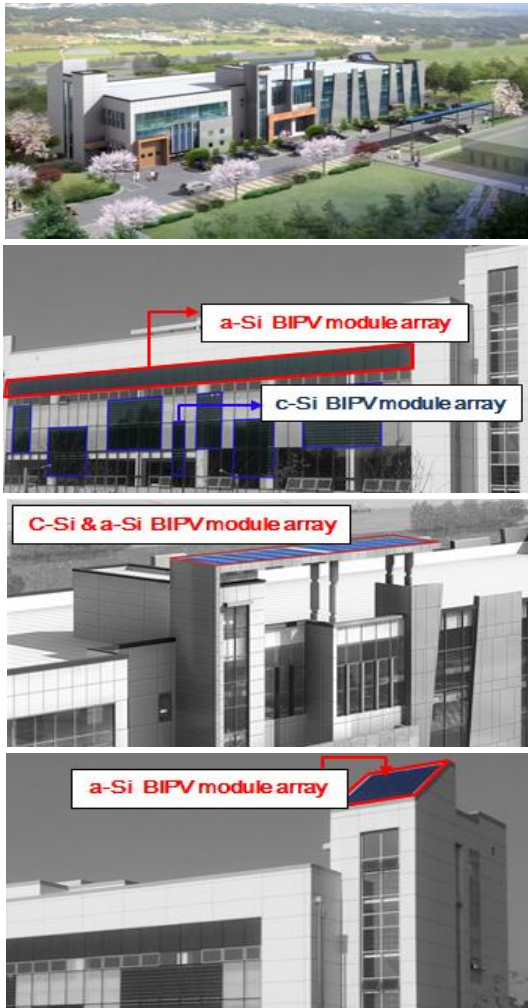 a-Si BIPV module array
c-Si BIPV module array
C-Si & a-Si BIPV module array
a-Si BIPV module array